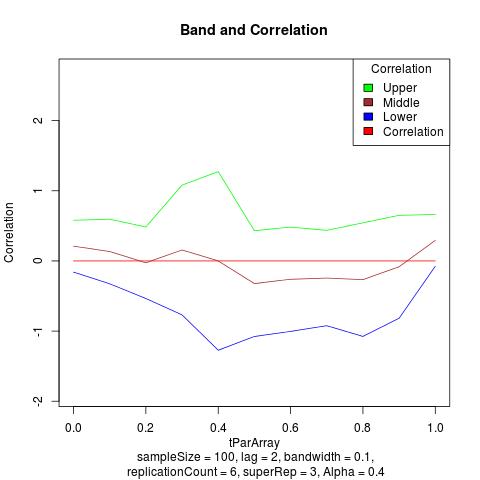 Band and Correlation
Correlation
Upper
Middle
Lower
Correlation
Correlation
2
1
0
-1
-2
0.0 0.2 0.4 0.6 0.8 1.0
tParArray
sampleSize = 100, lag = 2, bandwidth = 0.1,
replicationCount = 6, superRep = 3, Alpha = 0.4